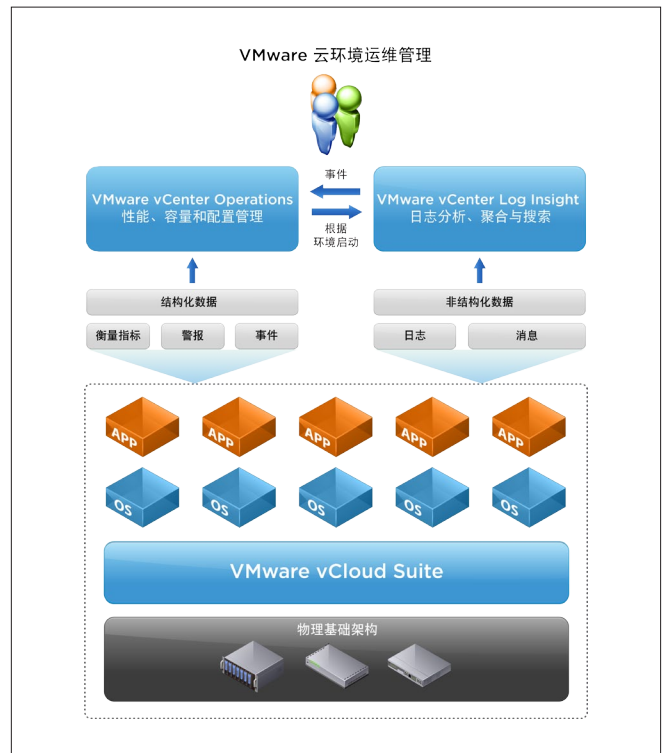 VMware 云环境运维管理
VMware vCenter Operations
性能、容量和配置管理
事件
根据
环境启动
VMware vCenter Log Insight
日志分析、聚合与搜索
结构化数据
非结构化数据
衡量指标
警报
事件
日志
消息
APP
APP
APP
APP
APP
OS
OS
OS
OS
OS
VMware vCloud Suite
物理基础架构